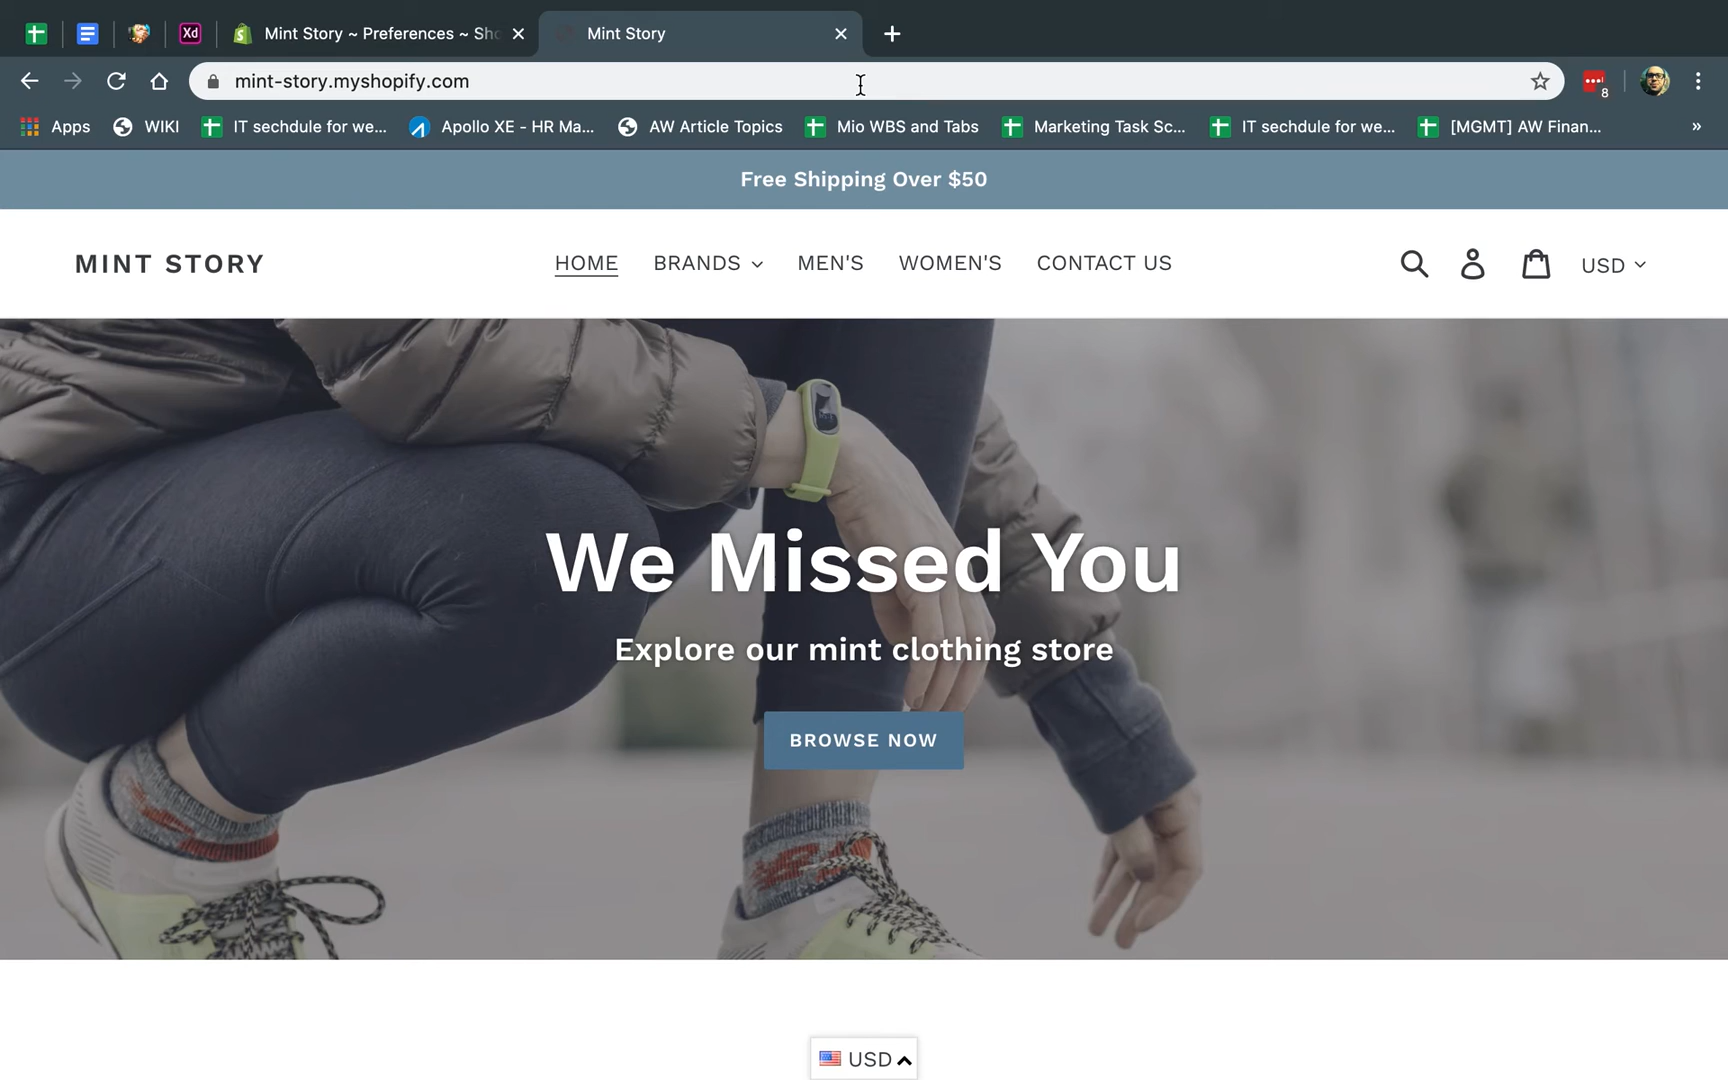 Xd
Mint Story ~ Preferences ~ Sho
Mint Story
mint-story.myshopify.com
8
Apps
WIKI
IT sechdule for we...
Apollo XE - HR Ma...
AW Article Topics
Mio WBS and Tabs
Marketing Task Sc...
IT sechdule for we...
[MGMT] AW Finan...
»
Free Shipping Over $50
MINT STORY
HOME
BRANDS
MEN'S
WOMEN'S
CONTACT US
USD
We Missed You
Explore our mint clothing store
BROWSE NOW
USD